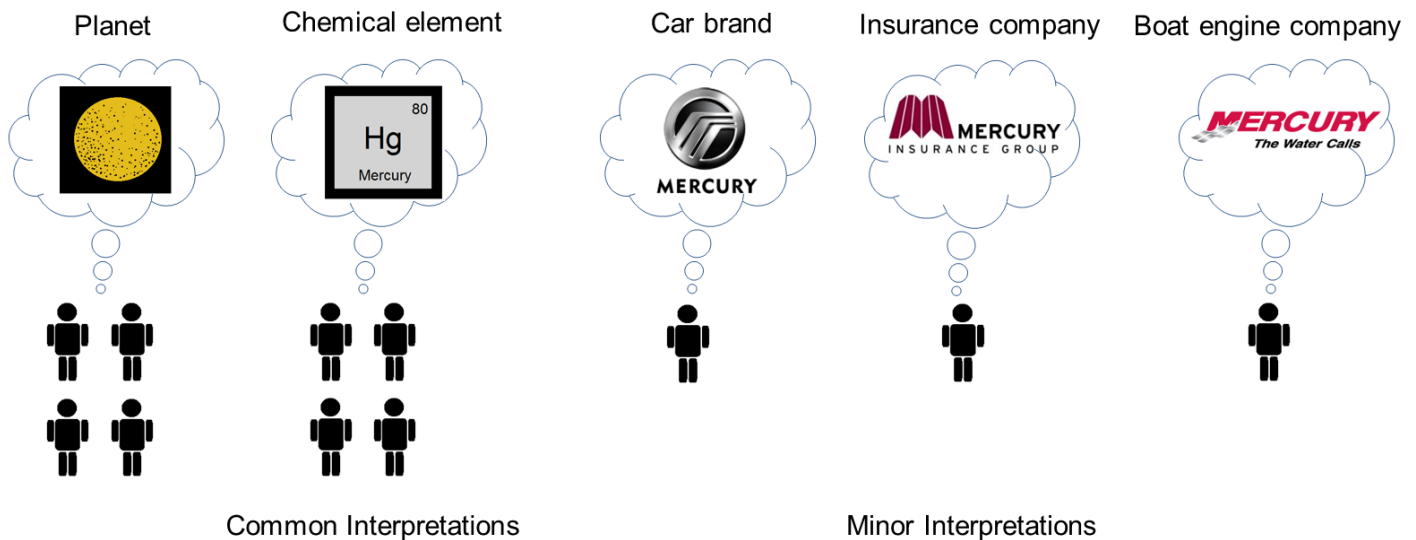 Planet
Chemical element
Car brand
Insurance company
Boat engine company
80
Hg
Mercury
MERCURY
MERCURY
INSURANCE GROUP
MERCURY
The Water Calls
Common Interpretations
Minor Interpretations